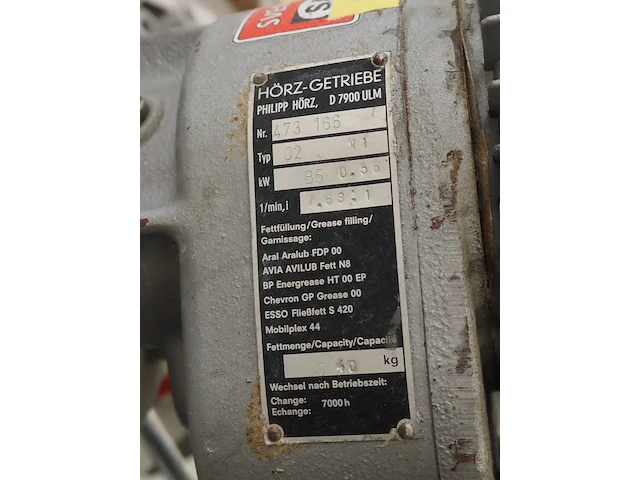 HÖRZ-GETRIEBE
PHILIPP HÖRZ, D 7900 ULM
Nr. 473 166
Typ 02
kW
1/min,i
Fettfüllung/Grease filling/
Garnissage:
Aral Aralub FDP 00
AVIA AVILUB Fett N8
BP Energrease HT 00 EP
Chevron GP Grease 00
ESSO Fließfett S 420
Mobilplex 44
Fettmenge/Capacity/Capacité
kg
Wechsel nach Betriebszeit:
Change:
Echange: 7000 h